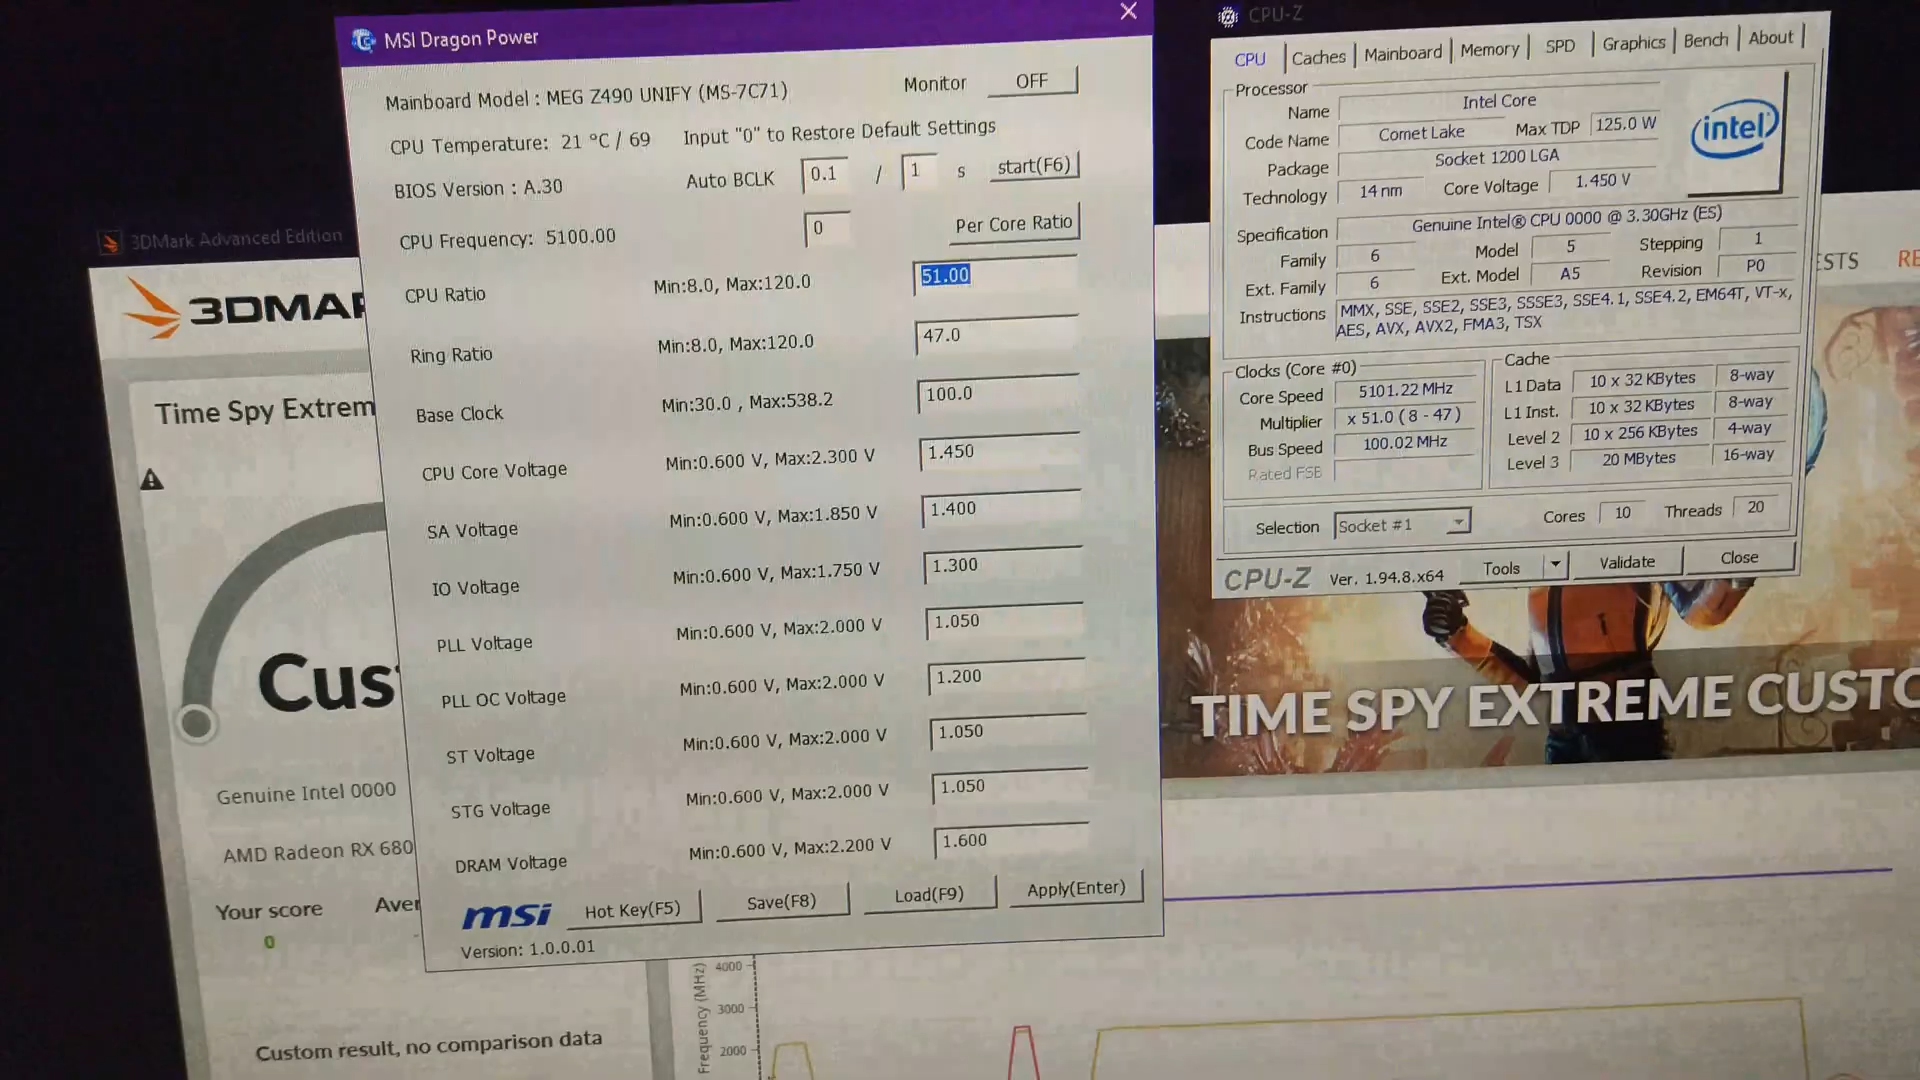 MSI Dragon Power
Mainboard Model : MEG Z490 UNIFY (MS-7C71)
Monitor
OFF
CPU Temperature: 21 °C / 69
Input "0" to Restore Default Settings
BIOS Version : A.30
Auto BCLK
0.1
/
1
s
start(F6)
CPU Frequency: 5100.00
0
Per Core Ratio
CPU Ratio
Min:8.0, Max:120.0
51.00
Ring Ratio
Min:8.0, Max:120.0
47.0
Base Clock
Min:30.0 , Max:538.2
100.0
CPU Core Voltage
Min:0.600 V, Max:2.300 V
1.450
SA Voltage
Min:0.600 V, Max:1.850 V
1.400
IO Voltage
Min:0.600 V, Max:1.750 V
1.300
PLL Voltage
Min:0.600 V, Max:2.000 V
1.050
PLL OC Voltage
Min:0.600 V, Max:2.000 V
1.200
ST Voltage
Min:0.600 V, Max:2.000 V
1.050
STG Voltage
Min:0.600 V, Max:2.000 V
1.050
DRAM Voltage
Min:0.600 V, Max:2.200 V
1.600
msi
Hot Key(F5)
Save(F8)
Load(F9)
Apply(Enter)
Version: 1.0.0.01
CPU-Z
CPU
Caches
Mainboard
Memory
SPD
Graphics
Bench
About
Processor
Name
Intel Core
Code Name
Comet Lake
Max TDP
125.0 W
Package
Socket 1200 LGA
Technology
14 nm
Core Voltage
1.450 V
intel
Specification
Genuine Intel® CPU 0000 @ 3.30GHz (ES)
Family
6
Model
5
Stepping
1
Ext. Family
6
Ext. Model
A5
Revision
P0
Instructions
MMX, SSE, SSE2, SSE3, SSSE3, SSE4.1, SSE4.2, EM64T, VT-x,
AES, AVX, AVX2, FMA3, TSX
Clocks (Core #0)
Core Speed
5101.22 MHz
Multiplier
x 51.0 ( 8 - 47 )
Bus Speed
100.02 MHz
Rated FSB
Cache
L1 Data
10 x 32 KBytes
8-way
L1 Inst.
10 x 32 KBytes
8-way
Level 2
10 x 256 KBytes
4-way
Level 3
20 MBytes
16-way
Selection
Socket #1
Cores
10
Threads
20
CPU-Z
Ver. 1.94.8.x64
Tools
Validate
Close
3DMark Advanced Edition
3DMAR
ESTS
RE
Time Spy Extrem
Cus
TIME SPY EXTREME CUSTO
Genuine Intel 0000
AMD Radeon RX 680
Your score
Aver
0
-
Custom result, no comparison data
Frequency (MHz)
4000
3000
2000